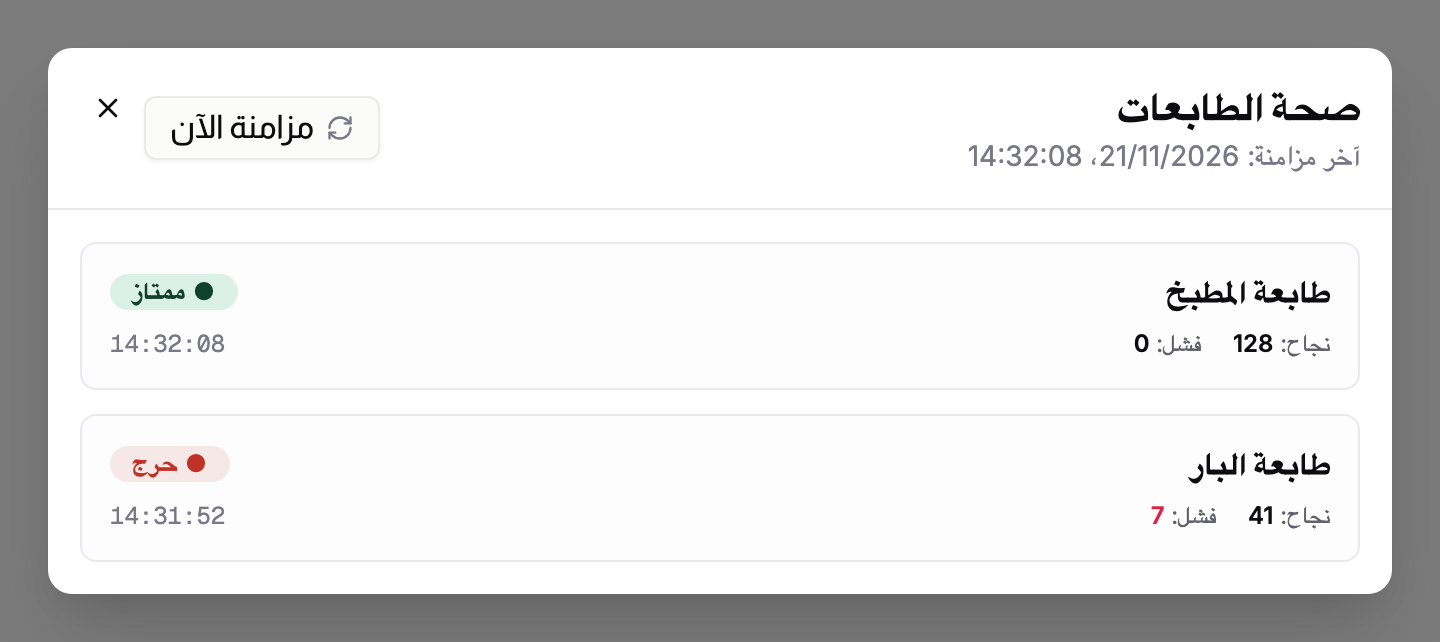 صحة الطابعات
آخر مزامنة: 21/11/2026، 14:32:08
مزامنة الآن
طابعة المطبخ
ممتاز
نجاح: 128 فشل: 0
14:32:08
طابعة البار
حرج
نجاح: 41 فشل: 7
14:31:52